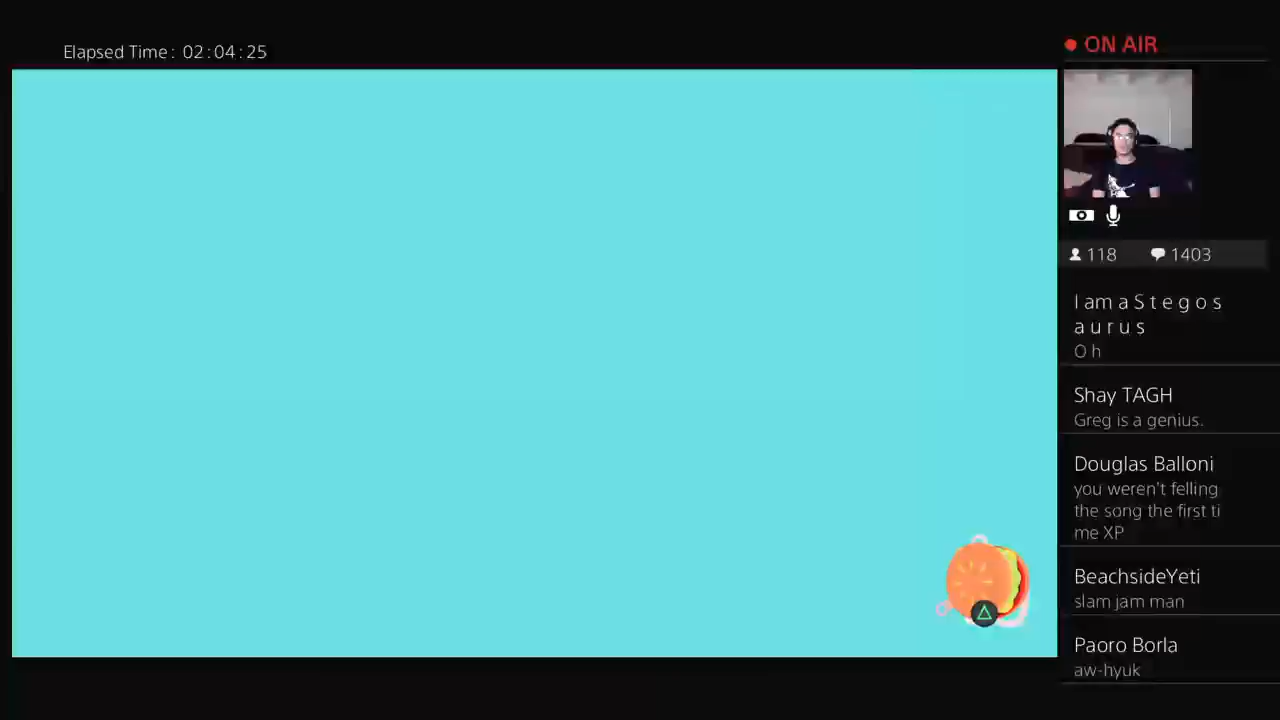 Elapsed Time: 02:04:25
ON AIR
118 1403
I a m a S t e g o s
a u r u s
O h
Shay TAGH
Greg is a genius.
Douglas Balloni
you weren't felling
the song the first ti
me XP
BeachsideYeti
slam jam man
Paoro Borla
aw-hyuk